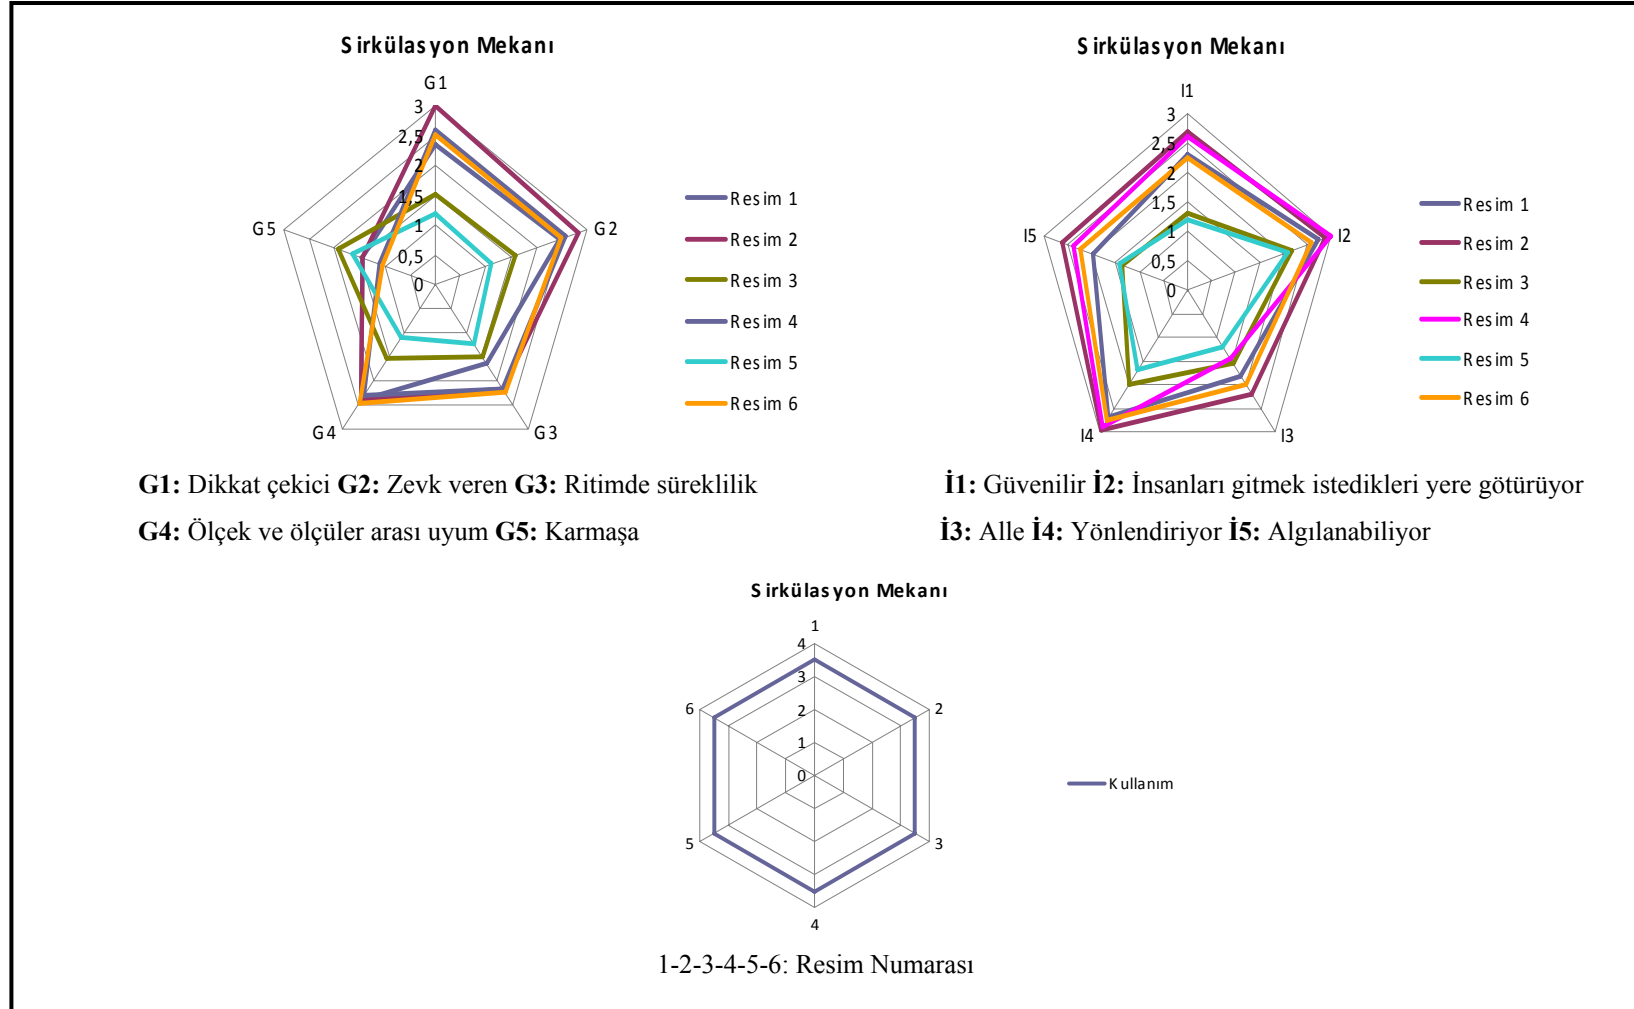 Sirkülasyon Mekanı
G1
3
2,5
2
1,5
1
0,5
0
G2
G3
G4
G5
Resim 1
Resim 2
Resim 3
Resim 4
Resim 5
Resim 6
Sirkülasyon Mekanı
I1
3
2,5
2
1,5
1
0,5
0
I2
I3
I4
I5
Resim 1
Resim 2
Resim 3
Resim 4
Resim 5
Resim 6
G1: Dikkat çekici G2: Zevk veren G3: Ritimde süreklilik
G4: Ölçek ve ölçüler arası uyum G5: Karmaşa
İ1: Güvenilir İ2: İnsanları gitmek istedikleri yere götürüyor
İ3: Alle İ4: Yönlendiriyor İ5: Algılanabiliyor
Sirkülasyon Mekanı
1
4
3
2
1
0
2
3
4
5
6
Kullanım
1-2-3-4-5-6: Resim Numarası